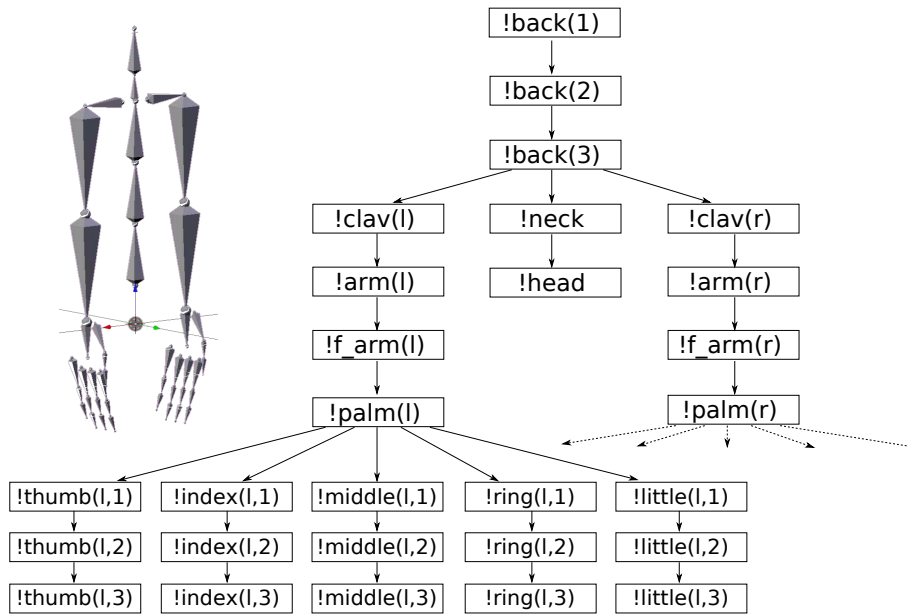 !back(1)
!back(2)
!back(3)
!clav(l)
!neck
!clav(r)
!arm(l)
!head
!arm(r)
!f_arm(l)
!f_arm(r)
!palm(l)
!palm(r)
!thumb(l,1)
!index(l,1)
!middle(l,1)
!ring(l,1)
!little(l,1)
!thumb(l,2)
!index(l,2)
!middle(l,2)
!ring(l,2)
!little(l,2)
!thumb(l,3)
!index(l,3)
!middle(l,3)
!ring(l,3)
!little(l,3)